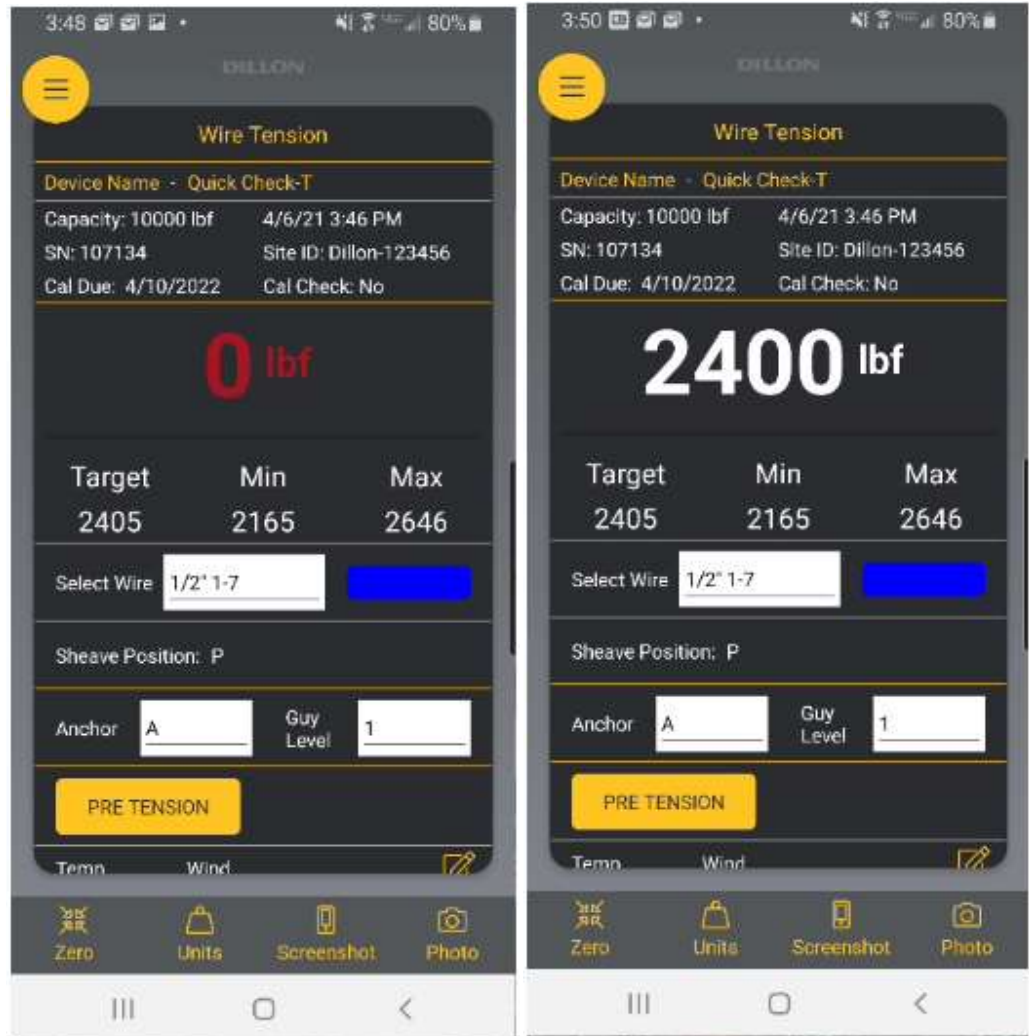 3:48 80%
DILLON
Wire Tension
Device Name - Quick Check-T
Capacity: 10000 lbf 4/6/21 3:46 PM
SN: 107134 Site ID: Dillon-123456
Cal Due: 4/10/2022 Cal Check: No
0 lbf
Target Min Max
2405 2165 2646
Select Wire 1/2" 1-7
Sheave Position: P
Anchor A Guy Level 1
PRE TENSION
Temp Wind
Zero Units Screenshot Photo
3:50 80%
DILLON
Wire Tension
Device Name - Quick Check-T
Capacity: 10000 lbf 4/6/21 3:46 PM
SN: 107134 Site ID: Dillon-123456
Cal Due: 4/10/2022 Cal Check: No
2400 lbf
Target Min Max
2405 2165 2646
Select Wire 1/2" 1-7
Sheave Position: P
Anchor A Guy Level 1
PRE TENSION
Temp Wind
Zero Units Screenshot Photo